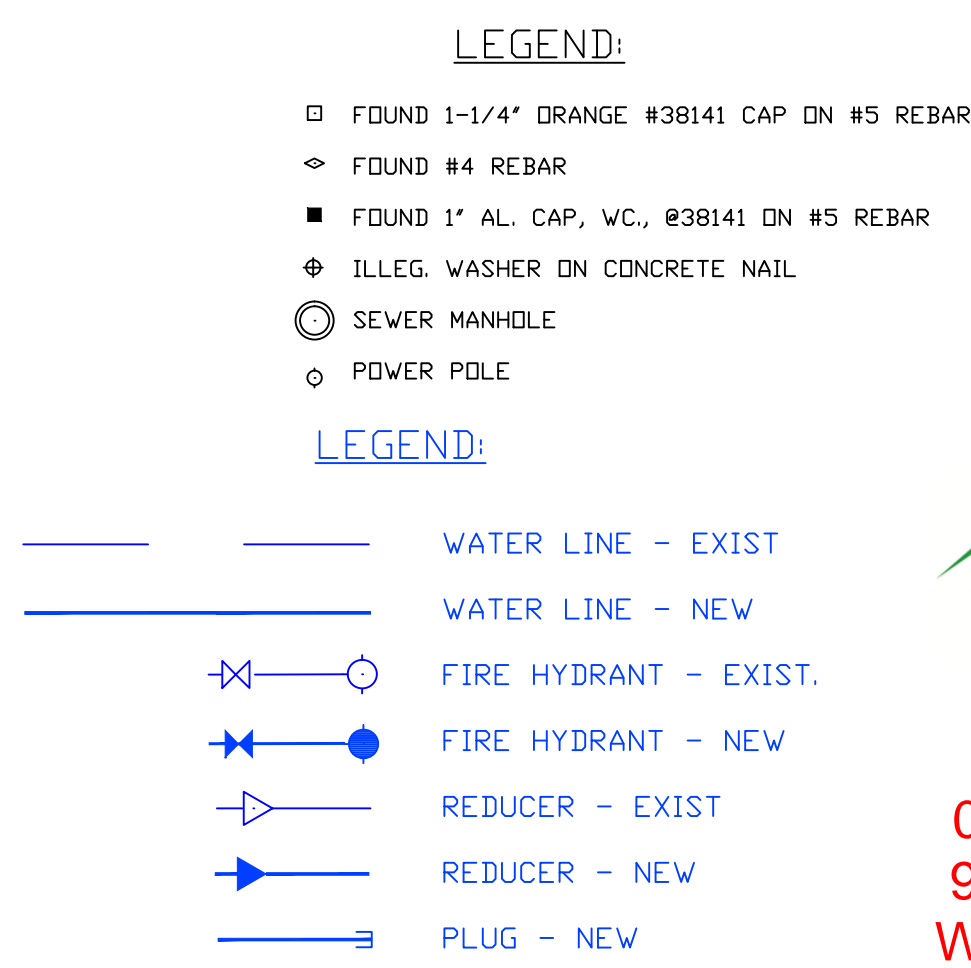 LEGEND:
FOUND 1-1/4" ORANGE #38141 CAP ON #5 REBAR
FOUND #4 REBAR
FOUND 1" AL. CAP, WC., @38141 ON #5 REBAR
ILLEG. WASHER ON CONCRETE NAIL
SEWER MANHOLE
POWER POLE
LEGEND:
WATER LINE - EXIST
WATER LINE - NEW
FIRE HYDRANT - EXIST.
FIRE HYDRANT - NEW
REDUCER - EXIST
REDUCER - NEW
PLUG - NEW